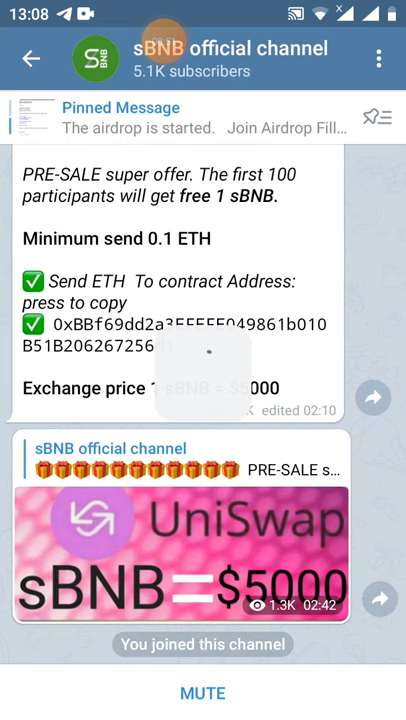 13:08
sBNB official channel
5.1K subscribers
Pinned Message
The airdrop is started. Join Airdrop Fill...
PRE-SALE super offer. The first 100
participants will get free 1 sBNB.
Minimum send 0.1 ETH
✅ Send ETH To contract Address:
press to copy
✅
Exchange price 1 sBNB = $5000
edited 02:10
sBNB official channel
🎁🎁🎁🎁🎁🎁🎁🎁🎁🎁🎁 PRE-SALE s...
UniSwap
sBNB=$5000
1.3K 02:42
You joined this channel
MUTE